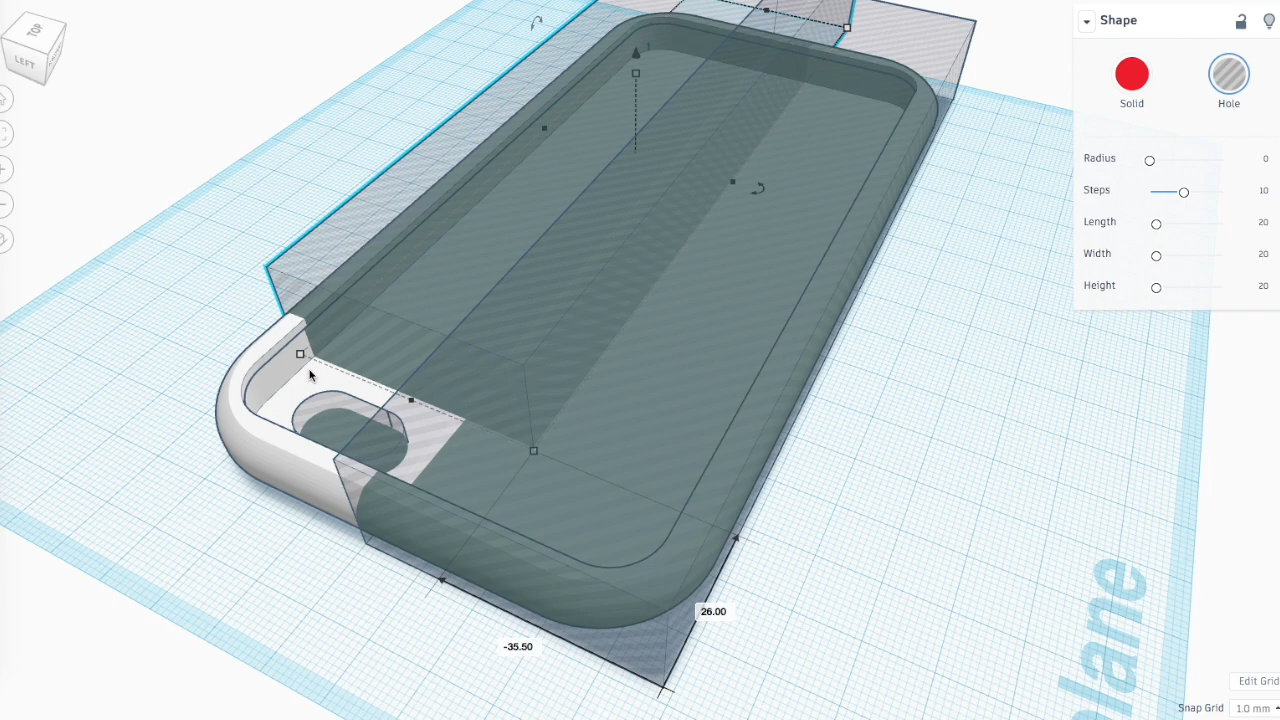 TOP
LEFT
Shape
Solid
Hole
Radius 0
Steps 10
Length 20
Width 20
Height 20
26.00
-35.50
plane
Edit Grid
Snap Grid 1.0 mm